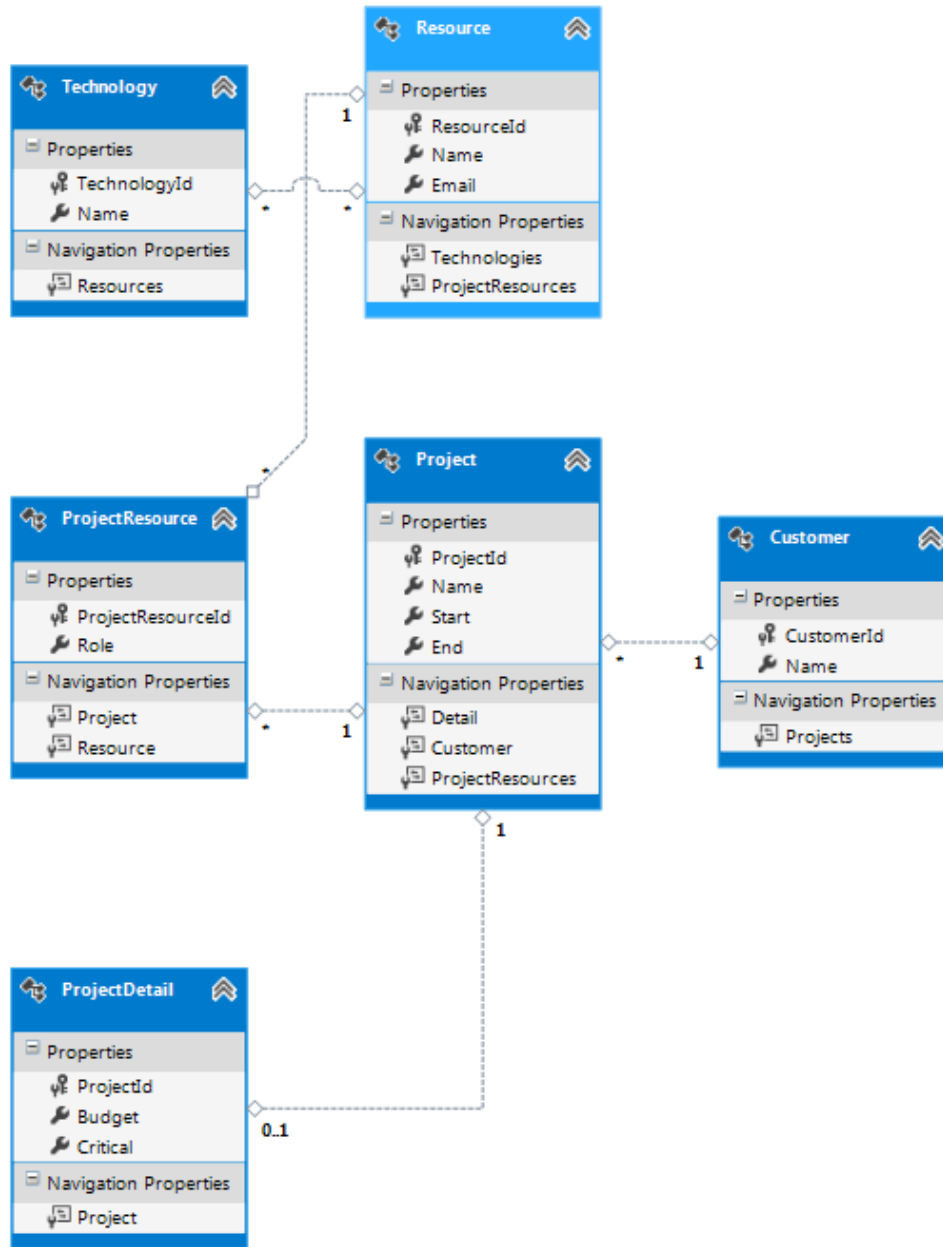 Resource
Properties
ResourceId
Name
Email
Navigation Properties
Technologies
ProjectResources
Technology
Properties
TechnologyId
Name
Navigation Properties
Resources
1
*
*
*
Project
Properties
ProjectId
Name
Start
End
Navigation Properties
Detail
Customer
ProjectResources
ProjectResource
Properties
ProjectResourceId
Role
Navigation Properties
Project
Resource
*
1
Customer
Properties
CustomerId
Name
Navigation Properties
Projects
*
1
1
ProjectDetail
Properties
ProjectId
Budget
Critical
Navigation Properties
Project
0..1